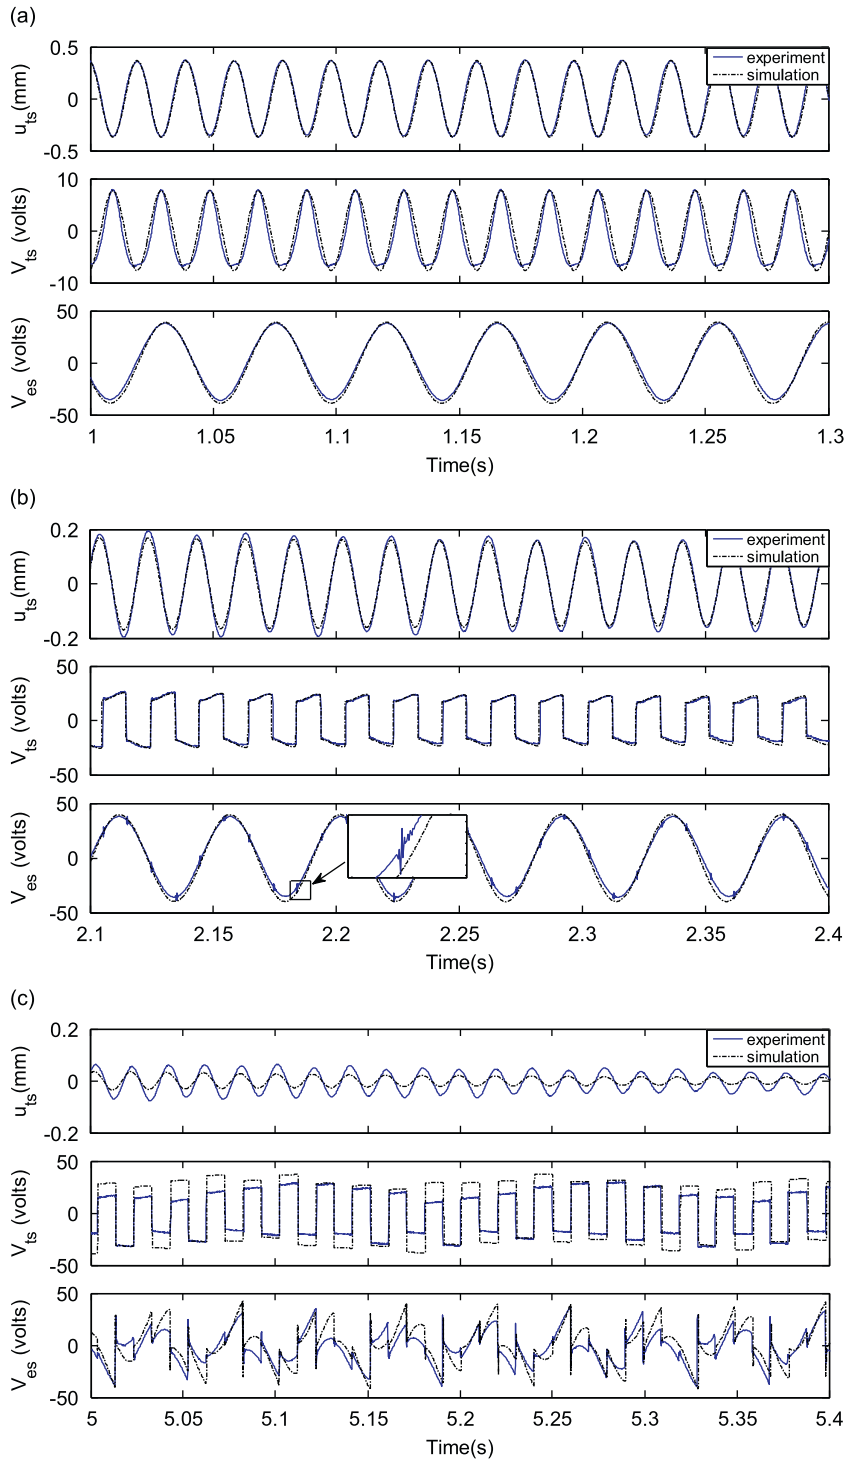 (a)
0.5
0
-0.5
u_ts(mm)
experiment
simulation
10
0
-10
V_ts (volts)
50
0
-50
V_es (volts)
1 1.05 1.1 1.15 1.2 1.25 1.3
Time(s)
(b)
0.2
0
-0.2
u_ts(mm)
experiment
simulation
50
0
-50
V_ts (volts)
50
0
-50
V_es (volts)
2.1 2.15 2.2 2.25 2.3 2.35 2.4
Time(s)
(c)
0.2
0
-0.2
u_ts(mm)
experiment
simulation
50
0
-50
V_ts (volts)
50
0
-50
V_es (volts)
5 5.05 5.1 5.15 5.2 5.25 5.3 5.35 5.4
Time(s)